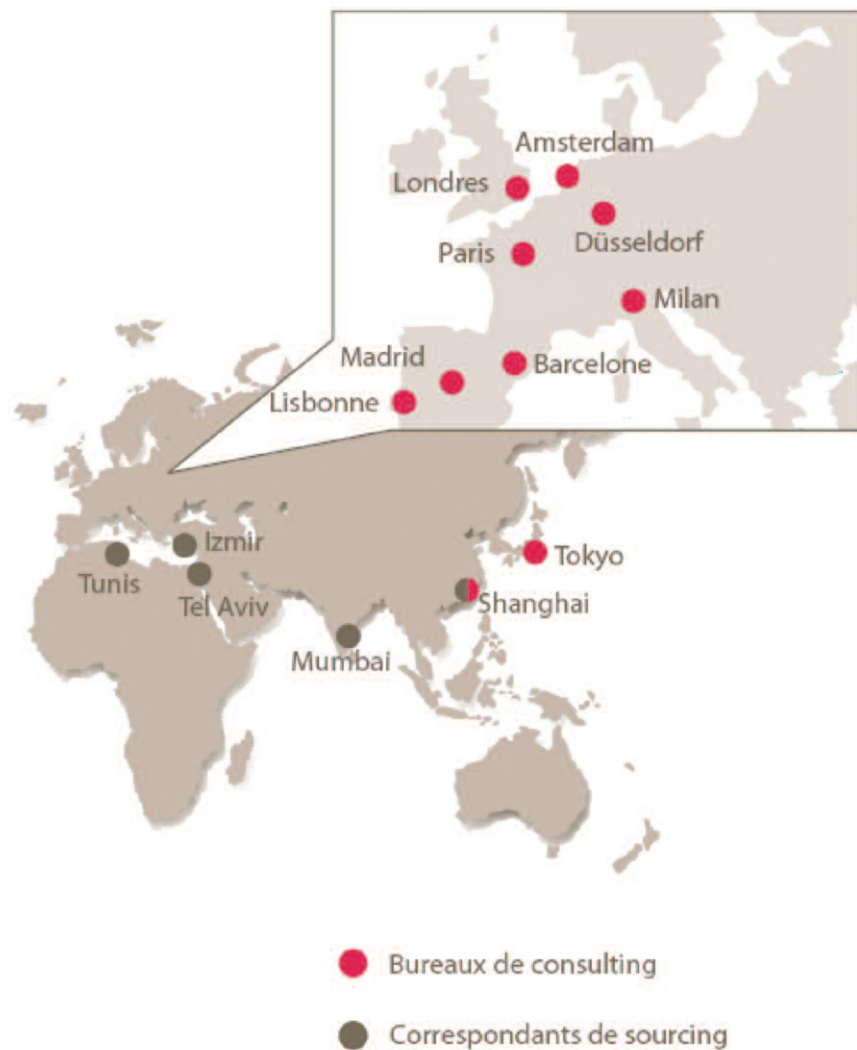 Amsterdam
Londres
Düsseldorf
Paris
Milan
Madrid
Barcelone
Lisbonne
Izmir
Tokyo
Tunis
Tel Aviv
Shanghai
Mumbai
Bureaux de consulting
Correspondants de sourcing